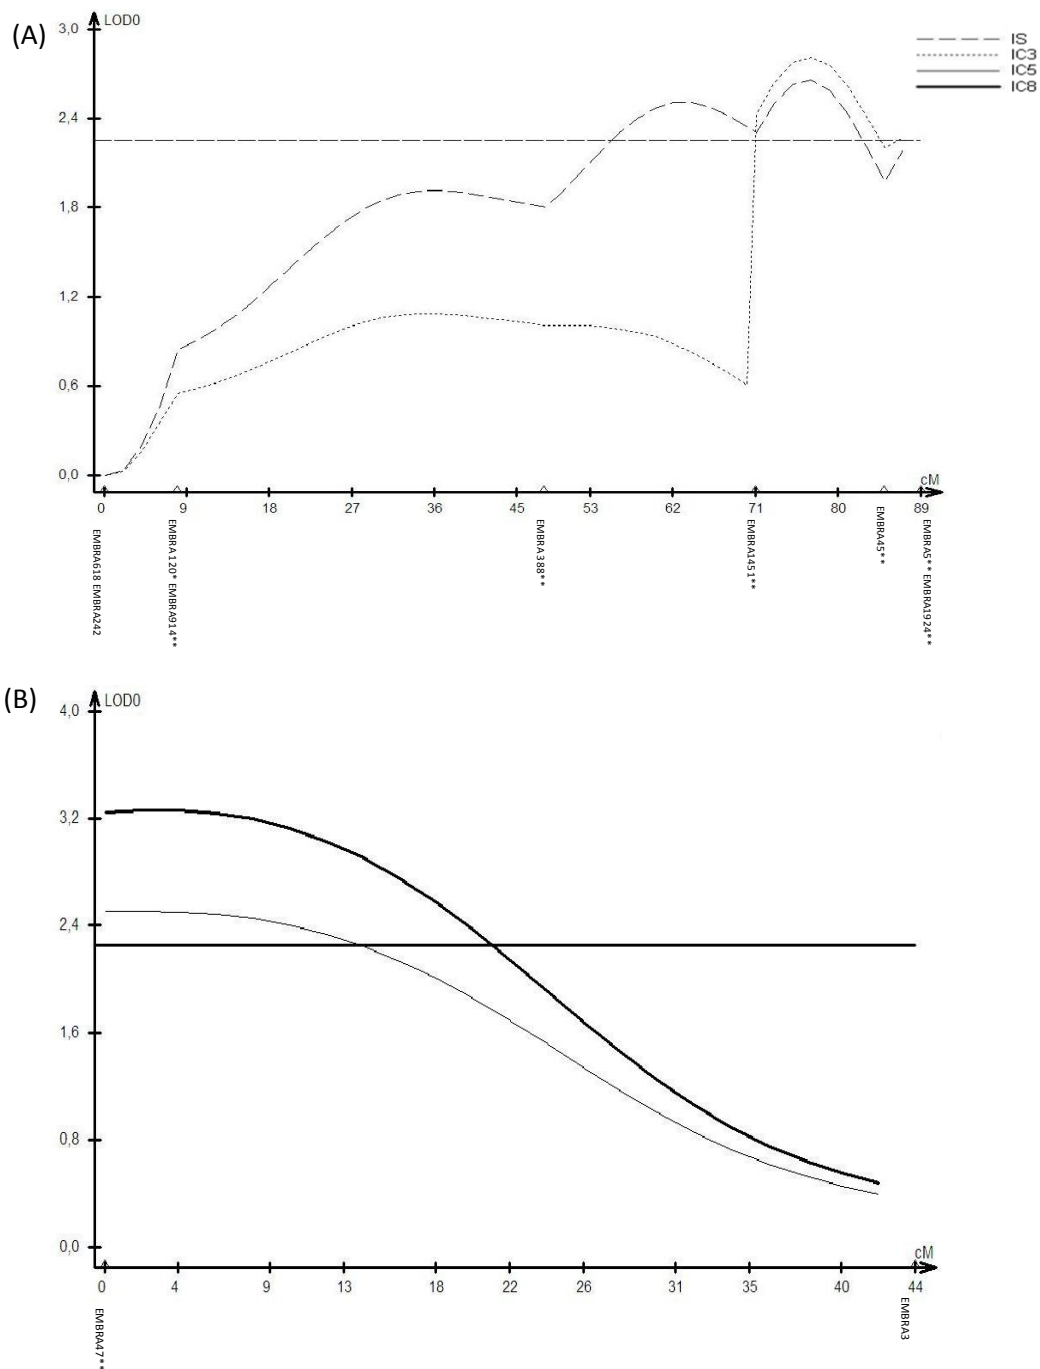 (A)
LOD0
3,0
2,4
1,8
1,2
0,6
0,0
IS
IC3
IC5
IC8
cM
0 9 18 27 36 45 53 62 71 80 89
EMBRA618 EMBRA242
EMBRA120* EMBRA914**
EMBRA388**
EMBRA1451**
EMBRA45**
EMBRA5** EMBRA1924**
(B)
LOD0
4,0
3,2
2,4
1,6
0,8
0,0
cM
0 4 9 13 18 22 26 31 35 40 44
EMBRA47**
EMBRA3